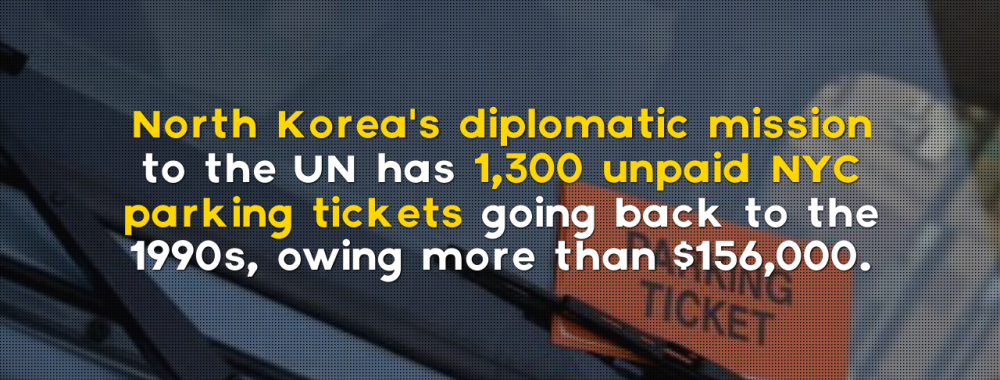 North Korea's diplomatic mission
to the UN has 1,300 unpaid NYC
parking tickets going back to the
1990s, owing more than $156,000.
PARKING
TICKET